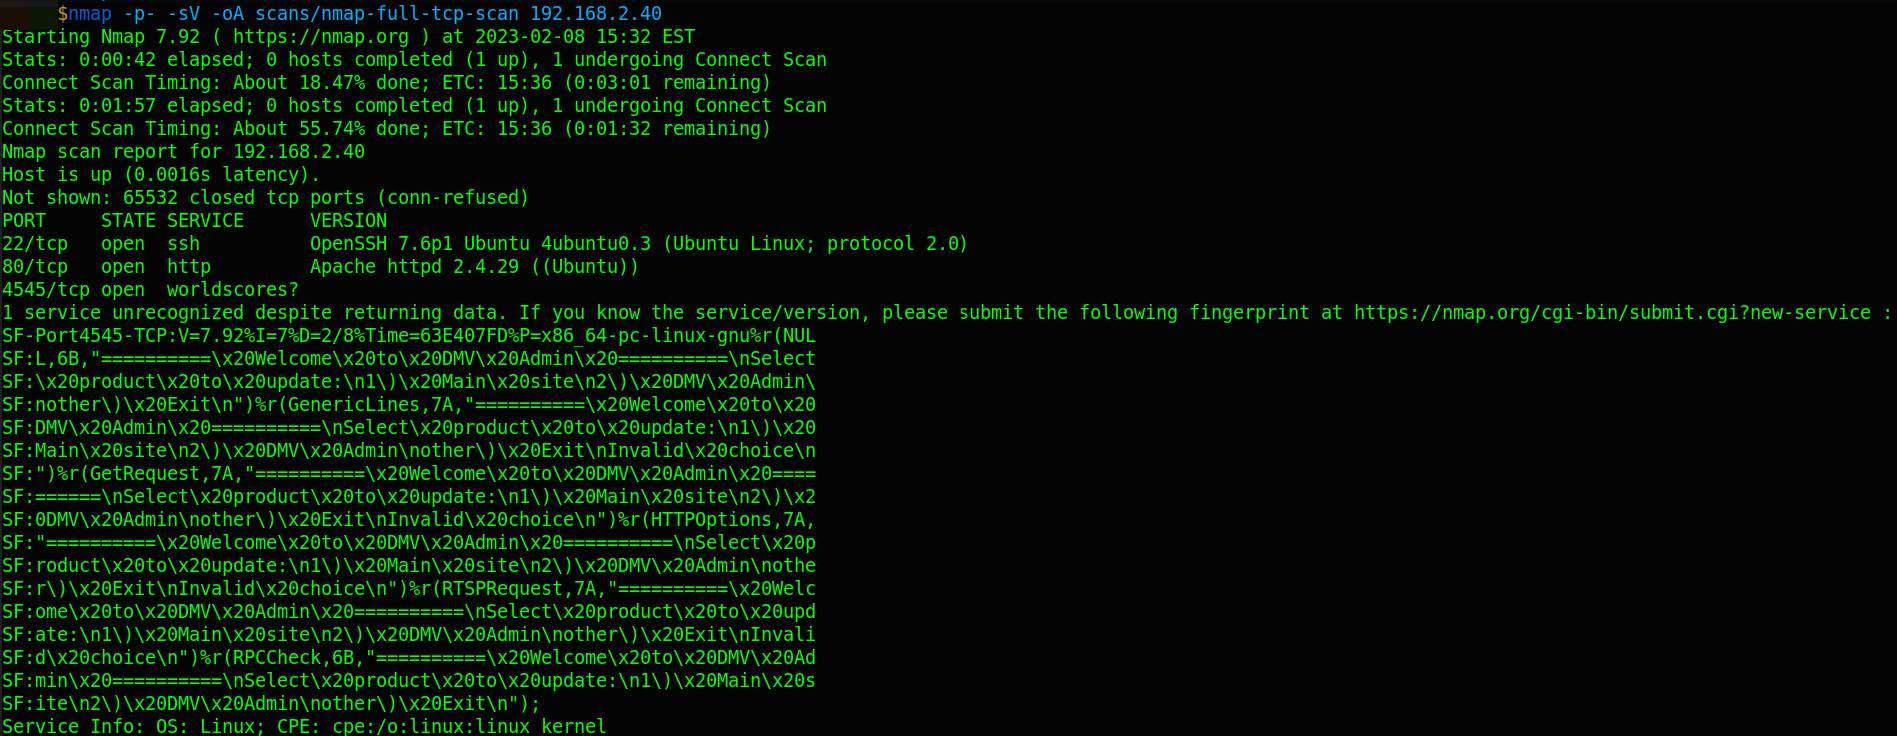 $nmap -p- -sV -oA scans/nmap-full-tcp-scan 192.168.2.40
Starting Nmap 7.92 ( https://nmap.org ) at 2023-02-08 15:32 EST
Stats: 0:00:42 elapsed; 0 hosts completed (1 up), 1 undergoing Connect Scan
Connect Scan Timing: About 18.47% done; ETC: 15:36 (0:03:01 remaining)
Stats: 0:01:57 elapsed; 0 hosts completed (1 up), 1 undergoing Connect Scan
Connect Scan Timing: About 55.74% done; ETC: 15:36 (0:01:32 remaining)
Nmap scan report for 192.168.2.40
Host is up (0.0016s latency).
Not shown: 65532 closed tcp ports (conn-refused)
PORT     STATE SERVICE      VERSION
22/tcp   open  ssh          OpenSSH 7.6p1 Ubuntu 4ubuntu0.3 (Ubuntu Linux; protocol 2.0)
80/tcp   open  http         Apache httpd 2.4.29 ((Ubuntu))
4545/tcp open  worldscores?
1 service unrecognized despite returning data. If you know the service/version, please submit the following fingerprint at https://nmap.org/cgi-bin/submit.cgi?new-service :
SF-Port4545-TCP:V=7.92%I=7%D=2/8%Time=63E407FD%P=x86_64-pc-linux-gnu%r(NUL
SF:L,6B,"==========\x20Welcome\x20to\x20DMV\x20Admin\x20==========\nSelect
SF:\x20product\x20to\x20update:\n1\)\x20Main\x20site\n2\)\x20DMV\x20Admin\
SF:nother\)\x20Exit\n")%r(GenericLines,7A,"==========\x20Welcome\x20to\x20
SF:DMV\x20Admin\x20==========\nSelect\x20product\x20to\x20update:\n1\)\x20
SF:Main\x20site\n2\)\x20DMV\x20Admin\nother\)\x20Exit\nInvalid\x20choice\n
SF:")%r(GetRequest,7A,"==========\x20Welcome\x20to\x20DMV\x20Admin\x20====
SF:======\nSelect\x20product\x20to\x20update:\n1\)\x20Main\x20site\n2\)\x2
SF:0DMV\x20Admin\nother\)\x20Exit\nInvalid\x20choice\n")%r(HTTPOptions,7A,
SF:"==========\x20Welcome\x20to\x20DMV\x20Admin\x20==========\nSelect\x20p
SF:roduct\x20to\x20update:\n1\)\x20Main\x20site\n2\)\x20DMV\x20Admin\nothe
SF:r\)\x20Exit\nInvalid\x20choice\n")%r(RTSPRequest,7A,"==========\x20Welc
SF:ome\x20to\x20DMV\x20Admin\x20==========\nSelect\x20product\x20to\x20upd
SF:ate:\n1\)\x20Main\x20site\n2\)\x20DMV\x20Admin\nother\)\x20Exit\nInvali
SF:d\x20choice\n")%r(RPCCheck,6B,"==========\x20Welcome\x20to\x20DMV\x20Ad
SF:min\x20==========\nSelect\x20product\x20to\x20update:\n1\)\x20Main\x20s
SF:ite\n2\)\x20DMV\x20Admin\nother\)\x20Exit\n");
Service Info: OS: Linux; CPE: cpe:/o:linux:linux_kernel